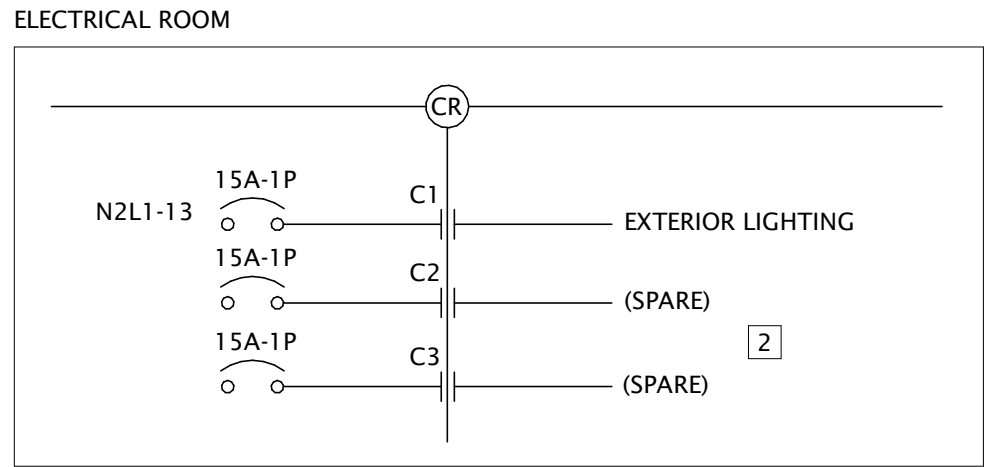 ELECTRICAL ROOM
CR
15A-1P
C1
N2L1-13
EXTERIOR LIGHTING
15A-1P
C2
(SPARE)
15A-1P
C3
2
(SPARE)